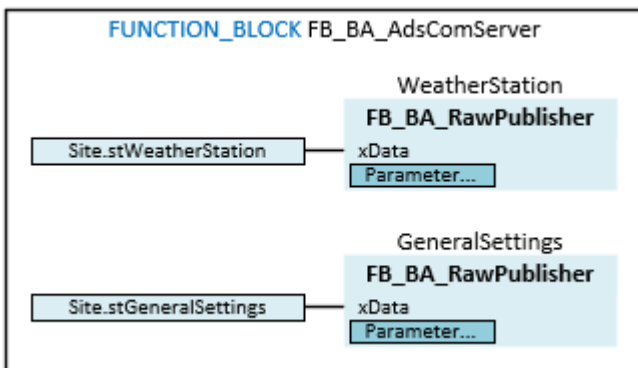 FUNCTION_BLOCK FB_BA_AdsComServer
WeatherStation
FB_BA_RawPublisher
Site.stWeatherStation
xData
Parameter...
GeneralSettings
FB_BA_RawPublisher
Site.stGeneralSettings
xData
Parameter...